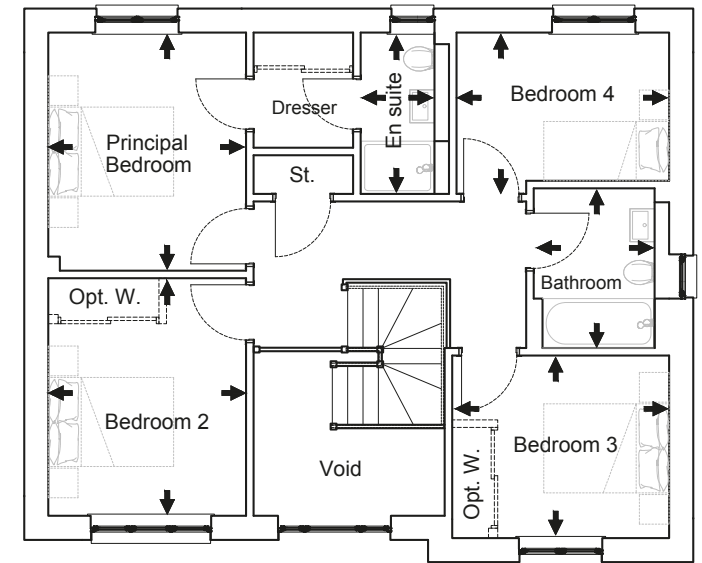 Principal
Bedroom
Dresser
En suite
Bedroom 4
St.
Bathroom
Opt. W.
Bedroom 2
Void
Opt. W.
Bedroom 3